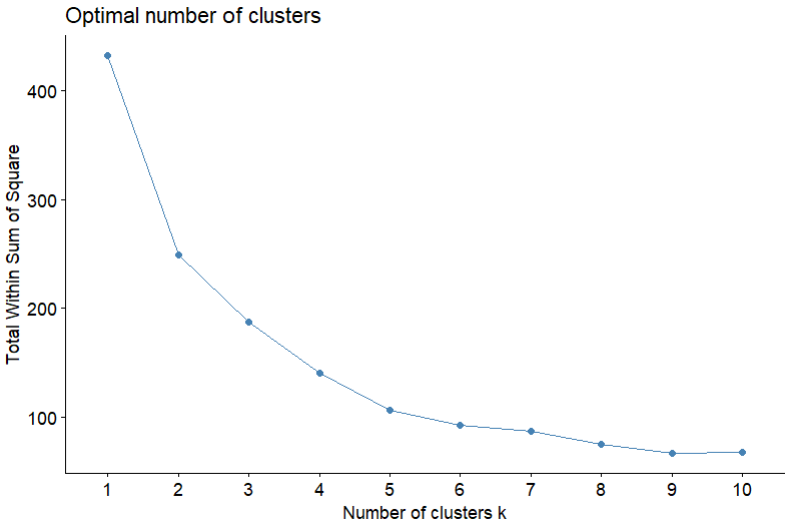 Optimal number of clusters
Total Within Sum of Square
400
300
200
100
1 2 3 4 5 6 7 8 9 10
Number of clusters k